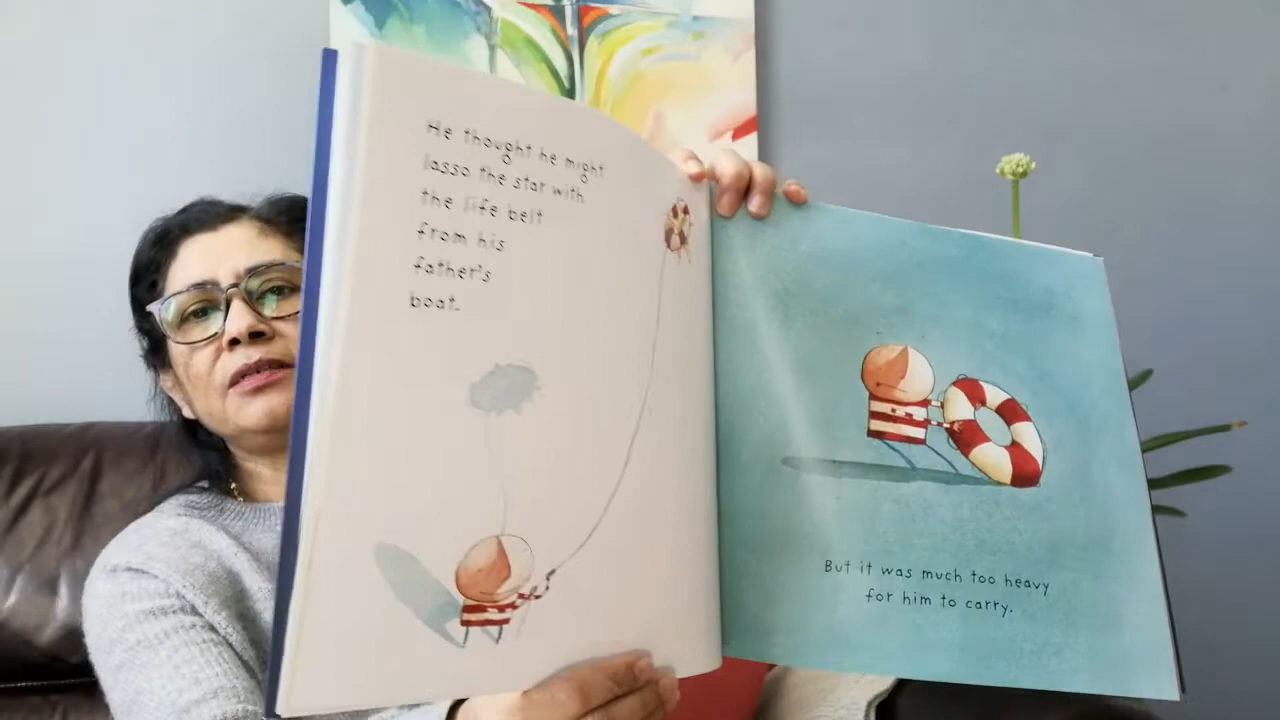 He thought he might
lasso the star with
the life belt
from his
father's
boat.
But it was much too heavy
for him to carry.